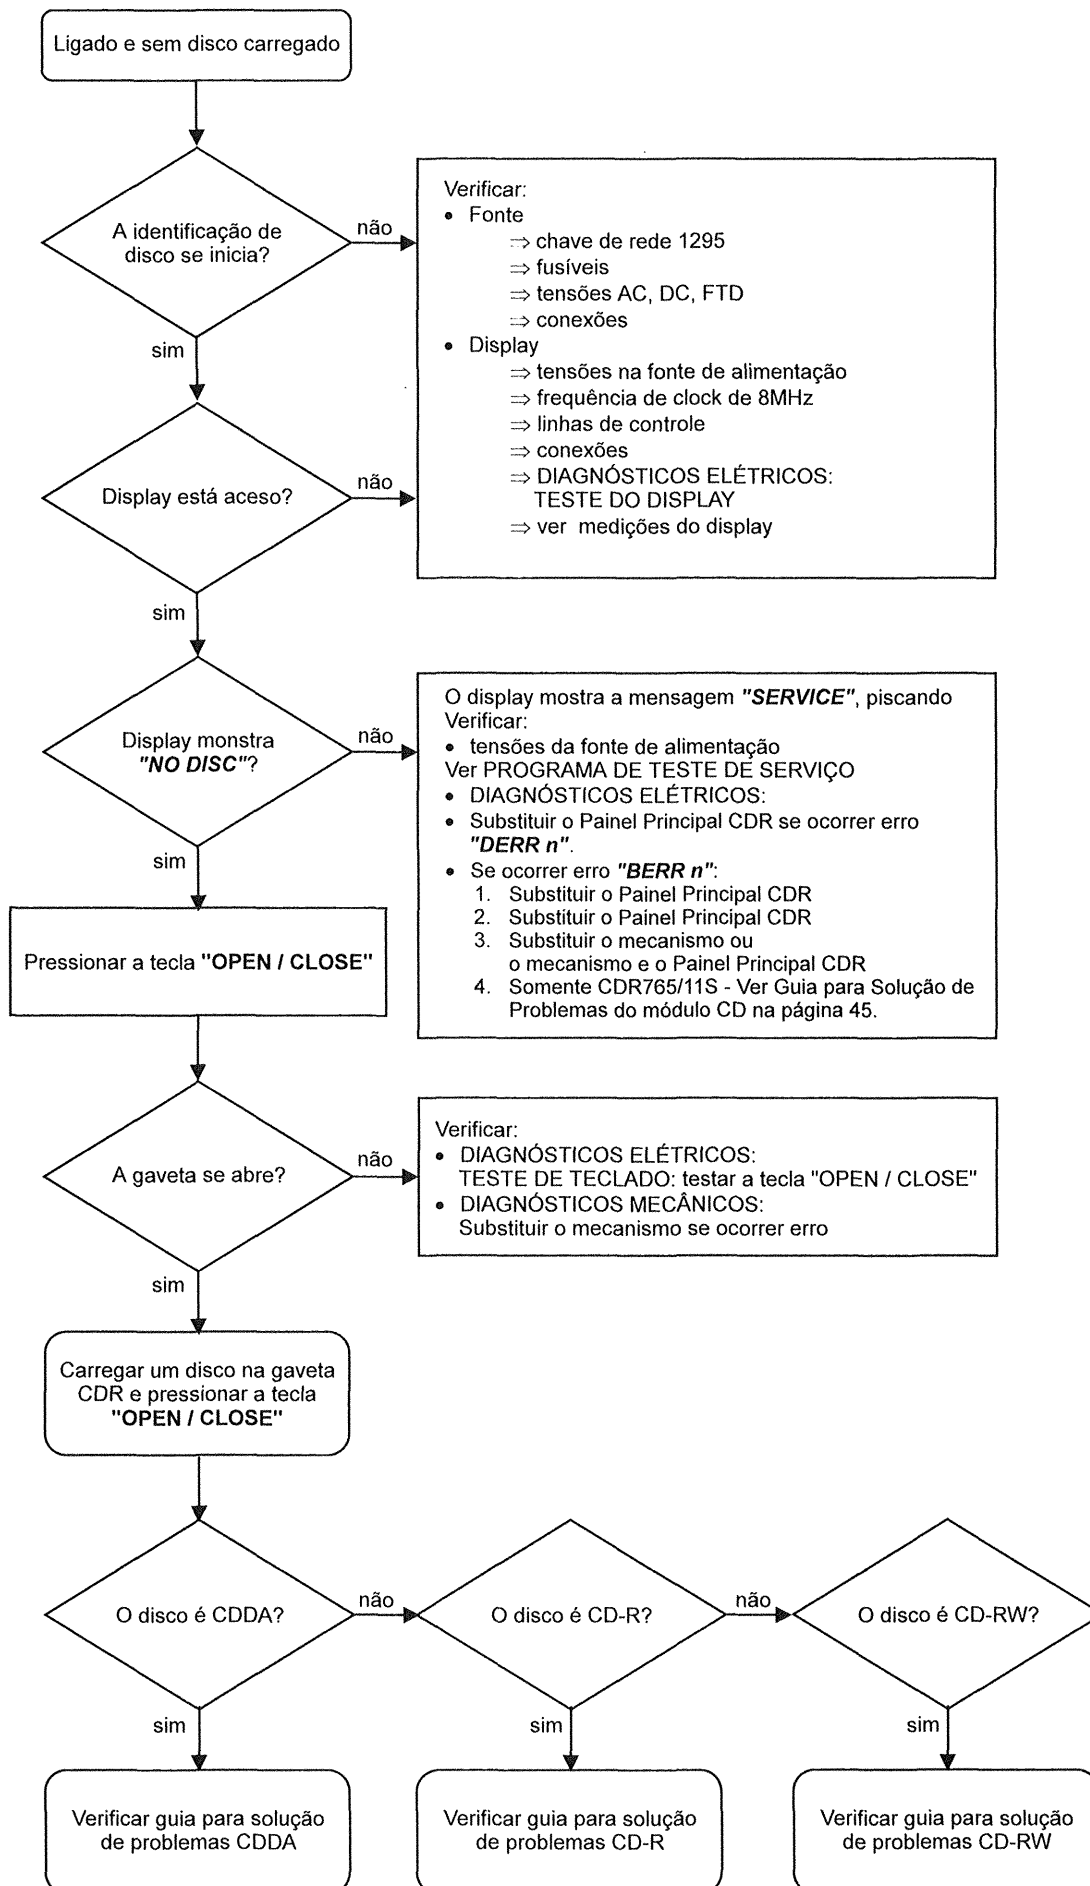 Ligado e sem disco carregado
A identificação de
disco se inicia?
não
sim
Verificar:
• Fonte
⇒ chave de rede 1295
⇒ fusíveis
⇒ tensões AC, DC, FTD
⇒ conexões
• Display
⇒ tensões na fonte de alimentação
⇒ frequência de clock de 8MHz
⇒ linhas de controle
⇒ conexões
⇒ DIAGNÓSTICOS ELÉTRICOS:
TESTE DO DISPLAY
⇒ ver medições do display
Display está aceso?
não
sim
Display monstra
"NO DISC"?
não
sim
O display mostra a mensagem "SERVICE", piscando
Verificar:
• tensões da fonte de alimentação
Ver PROGRAMA DE TESTE DE SERVIÇO
• DIAGNÓSTICOS ELÉTRICOS:
• Substituir o Painel Principal CDR se ocorrer erro
"DERR n".
• Se ocorrer erro "BERR n":
1. Substituir o Painel Principal CDR
2. Substituir o Painel Principal CDR
3. Substituir o mecanismo ou
o mecanismo e o Painel Principal CDR
4. Somente CDR765/11S - Ver Guia para Solução de
Problemas do módulo CD na página 45.
Pressionar a tecla "OPEN / CLOSE"
A gaveta se abre?
não
sim
Verificar:
• DIAGNÓSTICOS ELÉTRICOS:
TESTE DE TECLADO: testar a tecla "OPEN / CLOSE"
• DIAGNÓSTICOS MECÂNICOS:
Substituir o mecanismo se ocorrer erro
Carregar um disco na gaveta
CDR e pressionar a tecla
"OPEN / CLOSE"
O disco é CDDA?
não
O disco é CD-R?
não
O disco é CD-RW?
sim
sim
sim
Verificar guia para solução
de problemas CDDA
Verificar guia para solução
de problemas CD-R
Verificar guia para solução
de problemas CD-RW